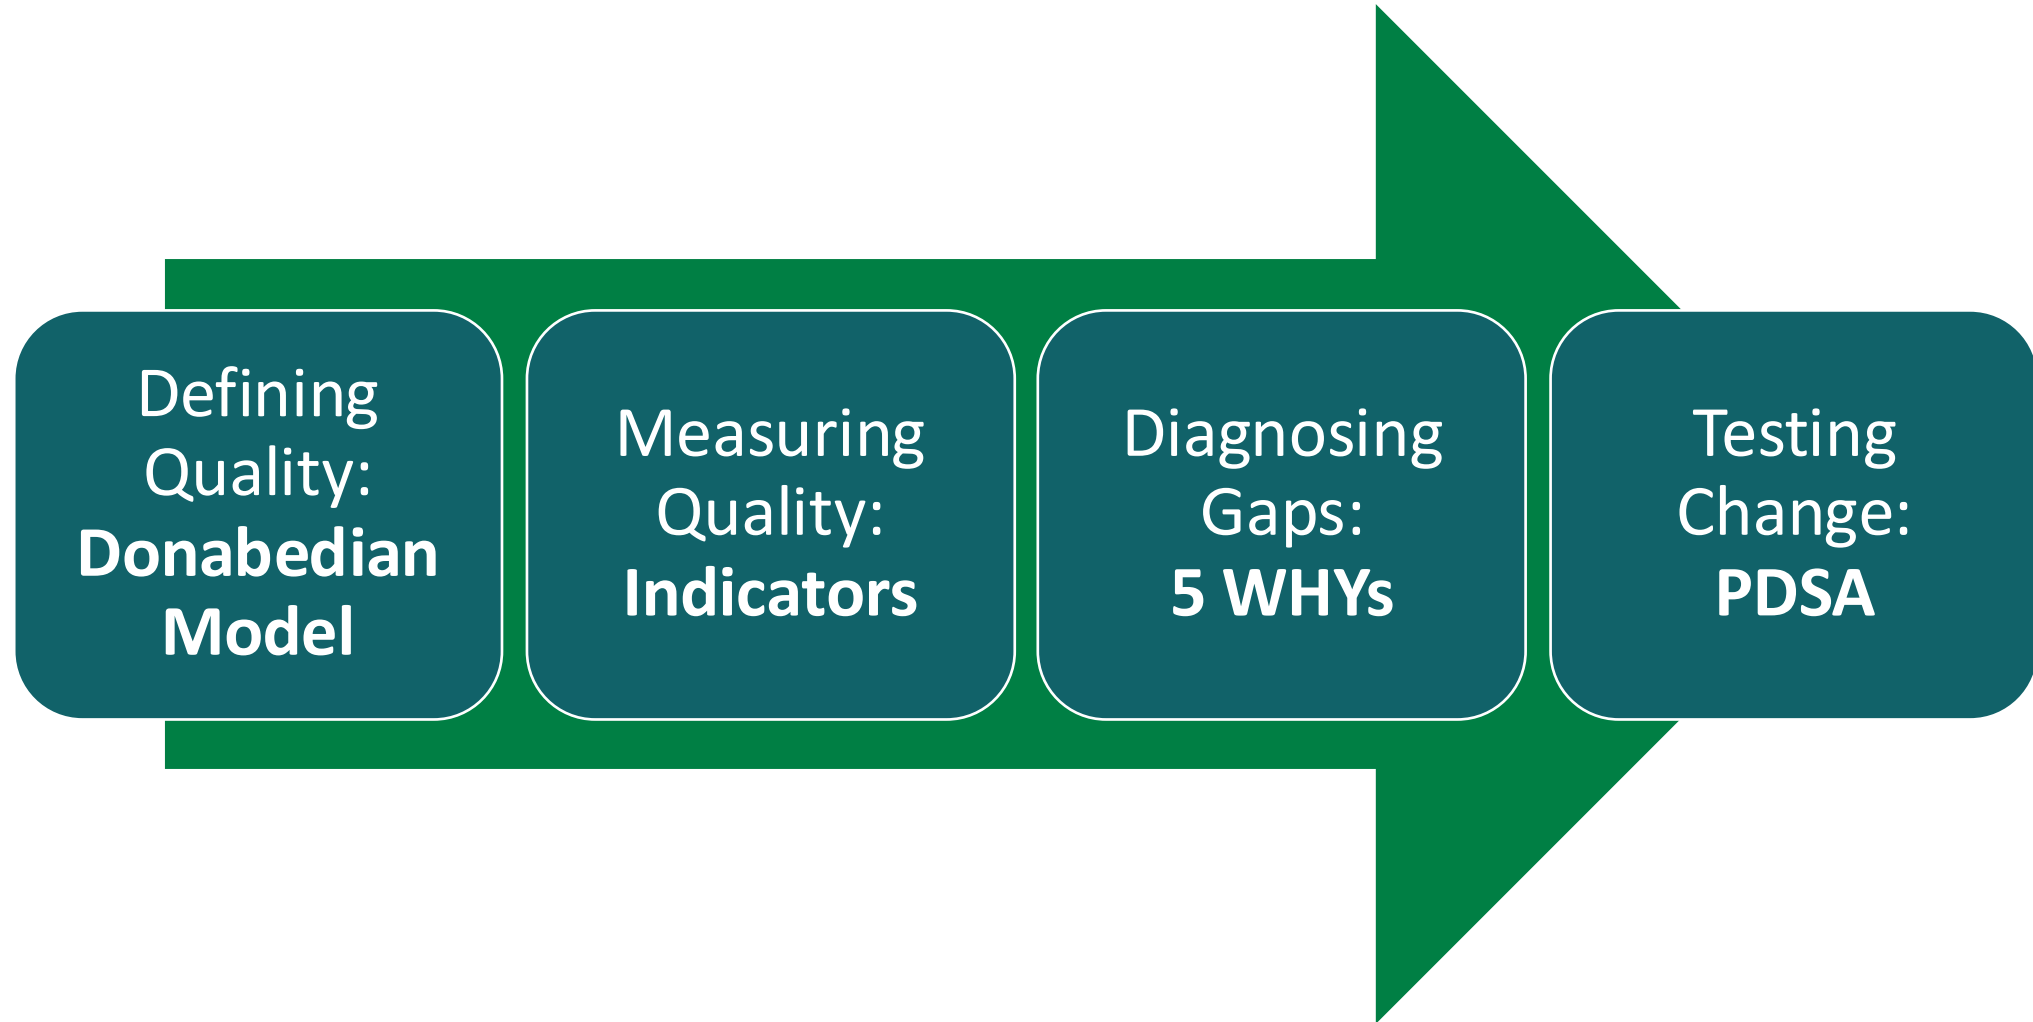 Defining
Quality:
Donabedian
Model
Measuring
Quality:
Indicators
Diagnosing
Gaps:
5 WHYs
Testing
Change:
PDSA